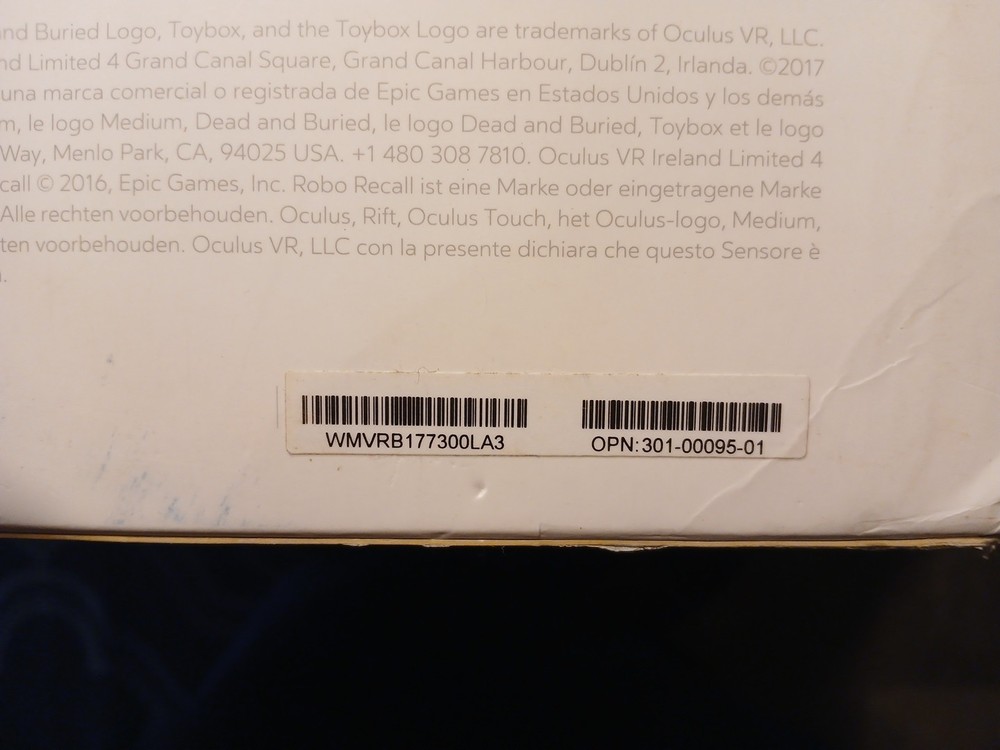 and Buried Logo, Toybox, and the Toybox Logo are trademarks of Oculus VR, LLC.
nd Limited 4 Grand Canal Square, Grand Canal Harbour, Dublín 2, Irlanda. ©2017
una marca comercial o registrada de Epic Games en Estados Unidos y los demás
m, le logo Medium, Dead and Buried, le logo Dead and Buried, Toybox et le logo
Way, Menlo Park, CA, 94025 USA. +1 480 308 7810. Oculus VR Ireland Limited 4
call © 2016, Epic Games, Inc. Robo Recall ist eine Marke oder eingetragene Marke
Alle rechten voorbehouden. Oculus, Rift, Oculus Touch, het Oculus-logo, Medium,
ten voorbehouden. Oculus VR, LLC con la presente dichiara che questo Sensore è
WMVRB177300LA3
OPN:301-00095-01